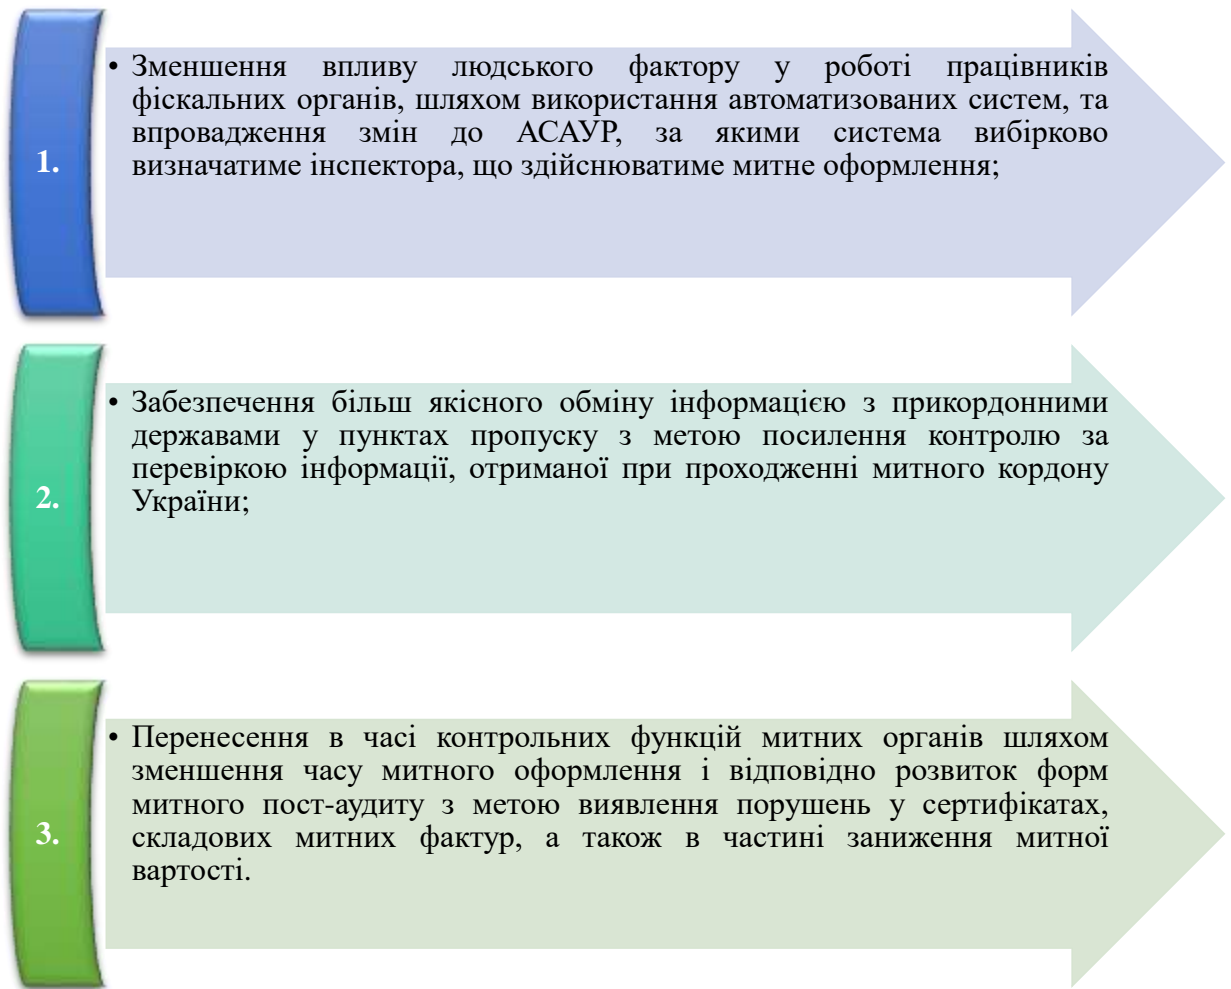 1.
• Зменшення впливу людського фактору у роботі працівників
фіскальних органів, шляхом використання автоматизованих систем, та
впровадження змін до АСАУР, за якими система вибірково
визначатиме інспектора, що здійснюватиме митне оформлення;
2.
• Забезпечення більш якісного обміну інформацією з прикордонними
державами у пунктах пропуску з метою посилення контролю за
перевіркою інформації, отриманої при проходженні митного кордону
України;
3.
• Перенесення в часі контрольних функцій митних органів шляхом
зменшення часу митного оформлення і відповідно розвиток форм
митного пост-аудиту з метою виявлення порушень у сертифікатах,
складових митних фактур, а також в частині заниження митної
вартості.